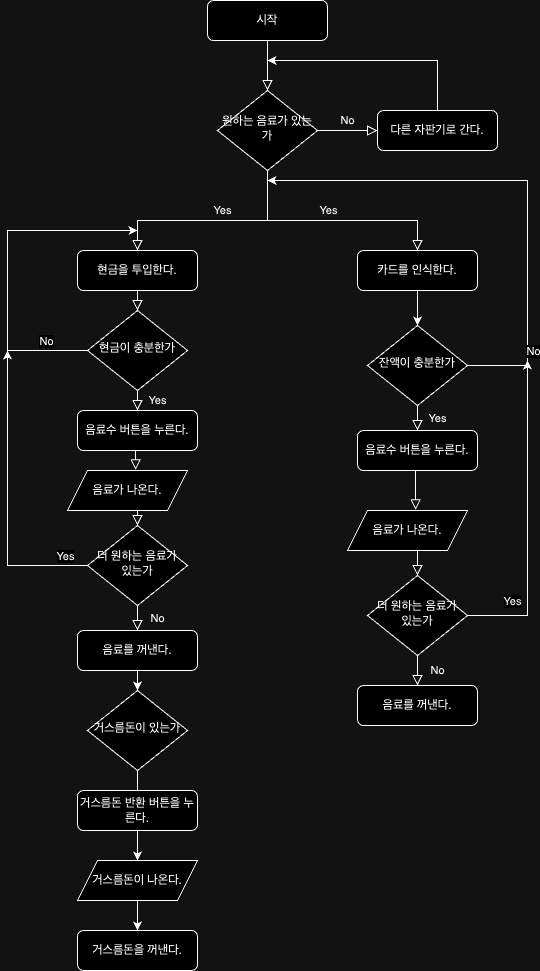 시작
원하는 음료가 있는
가
No
다른 자판기로 간다.
Yes
Yes
현금을 투입한다.
카드를 인식한다.
No
현금이 충분한가
잔액이 충분한가
No
Yes
Yes
음료수 버튼을 누른다.
음료수 버튼을 누른다.
음료가 나온다.
음료가 나온다.
Yes
더 원하는 음료가
있는가
더 원하는 음료가
있는가
Yes
No
No
음료를 꺼낸다.
음료를 꺼낸다.
거스름돈이 있는가
거스름돈 반환 버튼을 누
른다.
거스름돈이 나온다.
거스름돈을 꺼낸다.